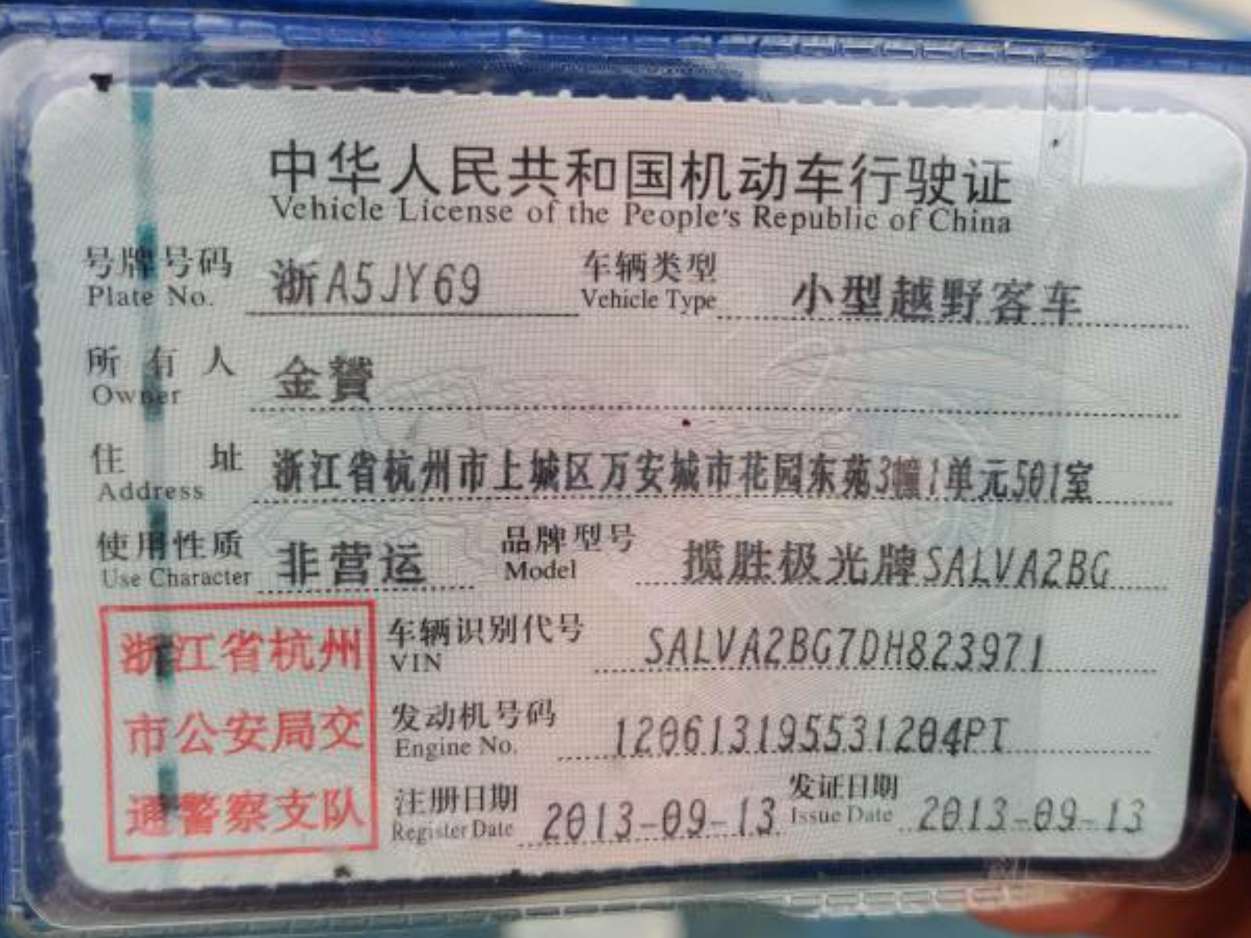 中华人民共和国机动车行驶证
Vehicle License of the People's Republic of China
号牌号码 浙A5JY69 车辆类型 小型越野客车
Plate No. Vehicle Type
所有人 金贇
Owner
住址 浙江省杭州市上城区万安城市花园东苑3幢1单元501室
Address
使用性质 非营运 品牌型号 揽胜极光牌SALVA2BG
Use Character Model
浙江省杭州 车辆识别代号 SALVA2BG7DH823971
VIN
市公安局交 发动机号码 120613195531204PT
Engine No.
通警察支队 注册日期 2013-09-13 发证日期 2013-09-13
Register Date Issue Date